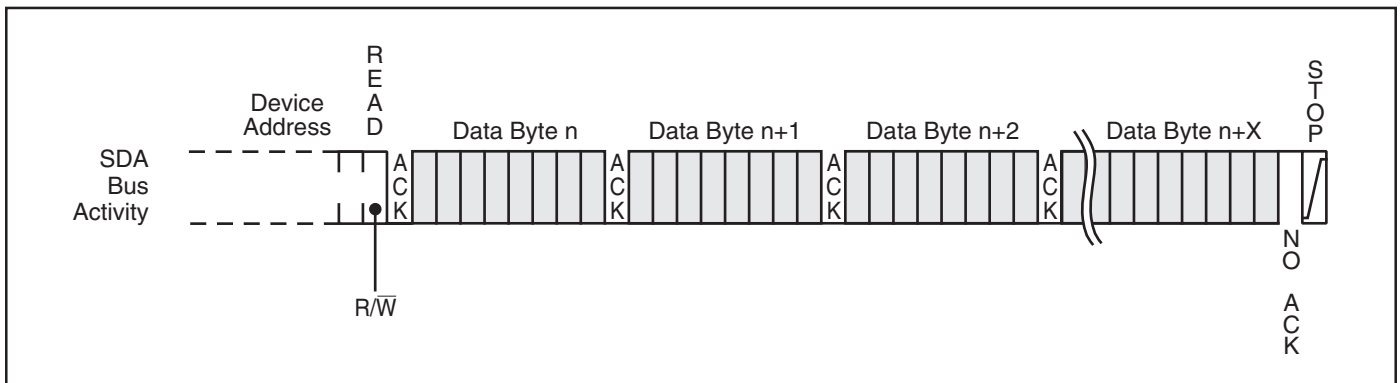 READ
STOP
Device
Address
Data Byte n
Data Byte n+1
Data Byte n+2
Data Byte n+X
SDA
Bus
Activity
ACK
ACK
ACK
ACK
NO ACK
R/W̅